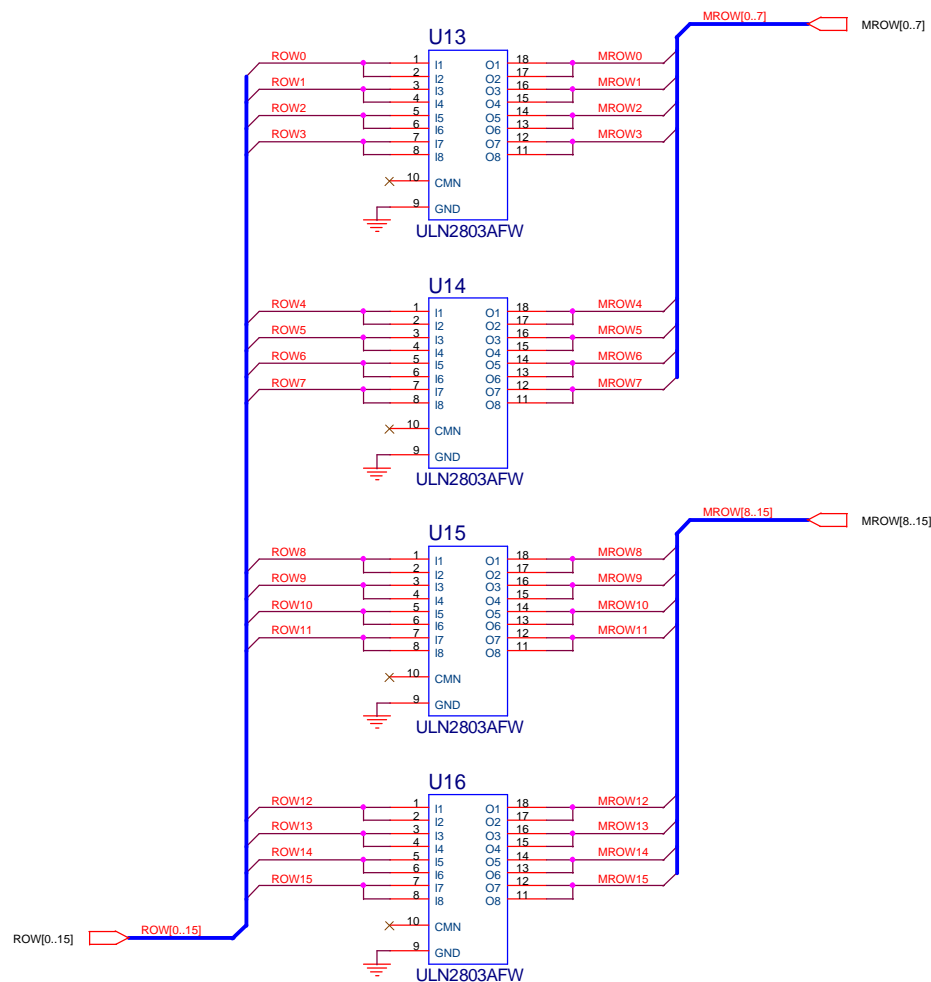 MROW[0..7] MROW[0..7]
U13
ROW0 1 I1 O1 18 MROW0
2 I2 O2 17
ROW1 3 I3 O3 16 MROW1
4 I4 O4 15
ROW2 5 I5 O5 14 MROW2
6 I6 O6 13
ROW3 7 I7 O7 12 MROW3
8 I8 O8 11
10 CMN
9 GND
ULN2803AFW
U14
ROW4 1 I1 O1 18 MROW4
2 I2 O2 17
ROW5 3 I3 O3 16 MROW5
4 I4 O4 15
ROW6 5 I5 O5 14 MROW6
6 I6 O6 13
ROW7 7 I7 O7 12 MROW7
8 I8 O8 11
10 CMN
9 GND
ULN2803AFW
MROW[8..15] MROW[8..15]
U15
ROW8 1 I1 O1 18 MROW8
2 I2 O2 17
ROW9 3 I3 O3 16 MROW9
4 I4 O4 15
ROW10 5 I5 O5 14 MROW10
6 I6 O6 13
ROW11 7 I7 O7 12 MROW11
8 I8 O8 11
10 CMN
9 GND
ULN2803AFW
U16
ROW12 1 I1 O1 18 MROW12
2 I2 O2 17
ROW13 3 I3 O3 16 MROW13
4 I4 O4 15
ROW14 5 I5 O5 14 MROW14
6 I6 O6 13
ROW15 7 I7 O7 12 MROW15
8 I8 O8 11
10 CMN
ROW[0..15] ROW[0..15]
9 GND
ULN2803AFW